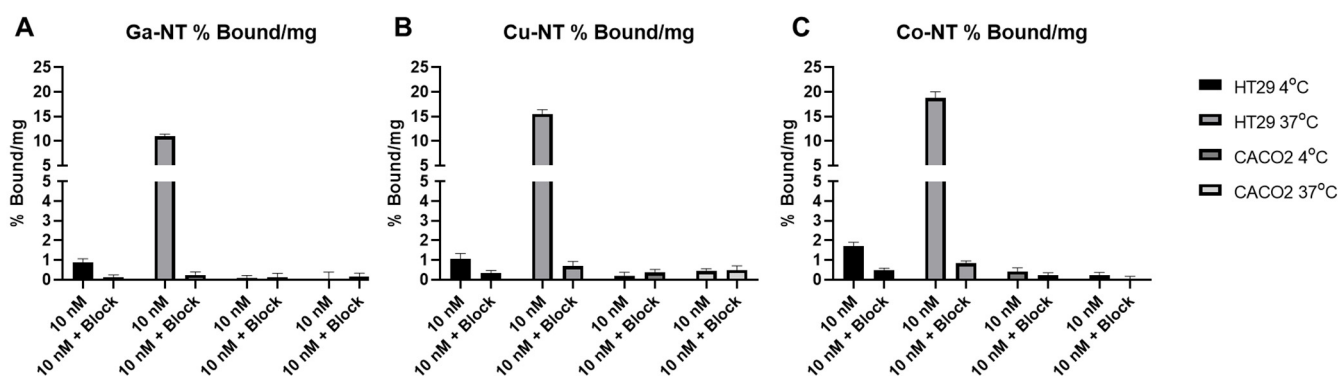 A
Ga-NT % Bound/mg
% Bound/mg
25
20
15
10
5
5
4
3
2
1
0
10 nM
10 nM + Block
10 nM
10 nM + Block
10 nM
10 nM + Block
10 nM
10 nM + Block
B
Cu-NT % Bound/mg
% Bound/mg
25
20
15
10
5
5
4
3
2
1
0
10 nM
10 nM + Block
10 nM
10 nM + Block
10 nM
10 nM + Block
10 nM
10 nM + Block
C
Co-NT % Bound/mg
% Bound/mg
25
20
15
10
5
5
4
3
2
1
0
10 nM
10 nM + Block
10 nM
10 nM + Block
10 nM
10 nM + Block
10 nM
10 nM + Block
HT29 4°C
HT29 37°C
CACO2 4°C
CACO2 37°C